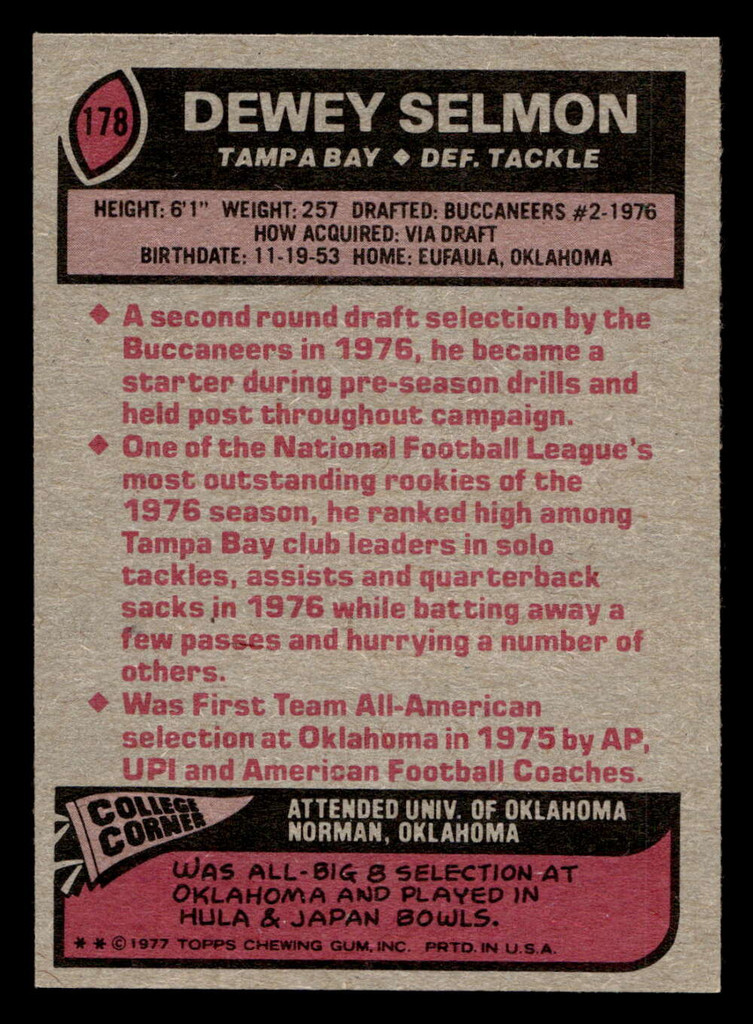 178
DEWEY SELMON
TAMPA BAY ◆ DEF. TACKLE
HEIGHT: 6'1" WEIGHT: 257 DRAFTED: BUCCANEERS #2-1976
HOW ACQUIRED: VIA DRAFT
BIRTHDATE: 11-19-53 HOME: EUFAULA, OKLAHOMA
◆ A second round draft selection by the
Buccaneers in 1976, he became a
starter during pre-season drills and
held post throughout campaign.
◆ One of the National Football League's
most outstanding rookies of the
1976 season, he ranked high among
Tampa Bay club leaders in solo
tackles, assists and quarterback
sacks in 1976 while batting away a
few passes and hurrying a number of
others.
◆ Was First Team All-American
selection at Oklahoma in 1975 by AP,
UPI and American Football Coaches.
COLLEGE
CORNER
ATTENDED UNIV. OF OKLAHOMA
NORMAN, OKLAHOMA
WAS ALL-BIG 8 SELECTION AT
OKLAHOMA AND PLAYED IN
HULA & JAPAN BOWLS.
* * © 1977 TOPPS CHEWING GUM, INC. PRTD. IN U.S.A.